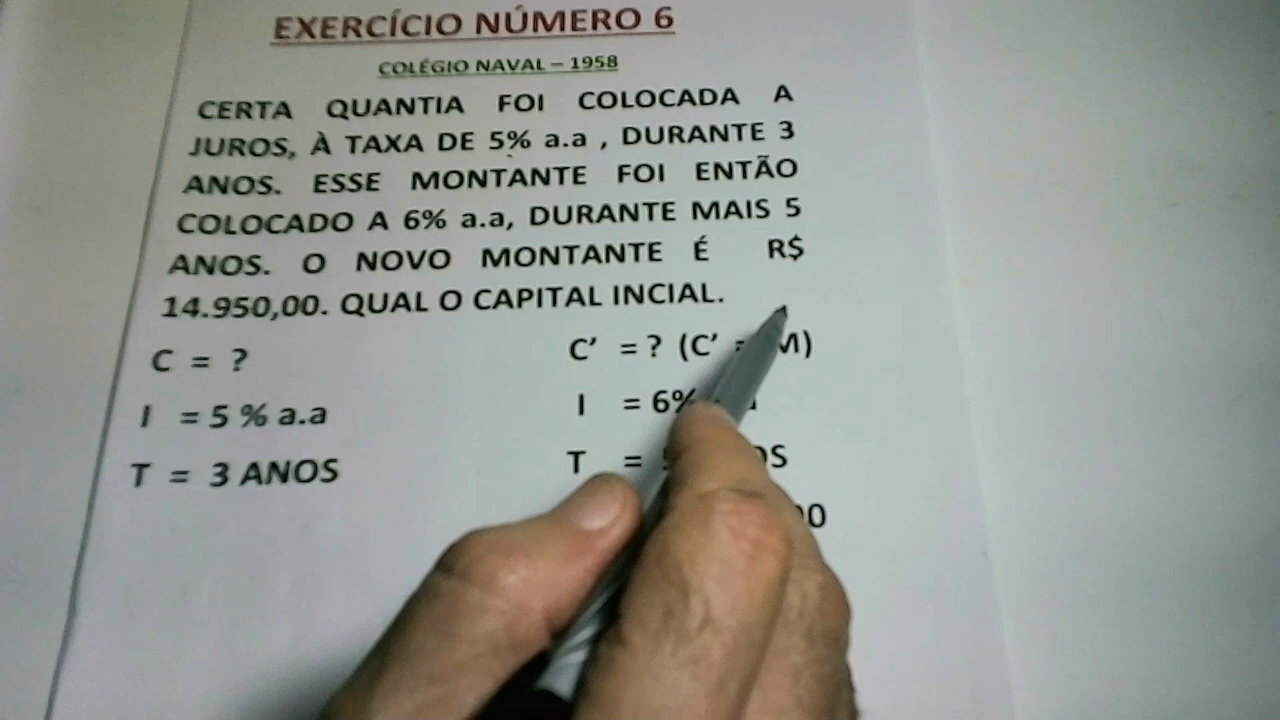 EXERCÍCIO NÚMERO 6
COLÉGIO NAVAL – 1958
CERTA QUANTIA FOI COLOCADA A
JUROS, À TAXA DE 5% a.a , DURANTE 3
ANOS. ESSE MONTANTE FOI ENTÃO
COLOCADO A 6% a.a, DURANTE MAIS 5
ANOS. O NOVO MONTANTE É R$
14.950,00. QUAL O CAPITAL INCIAL.
C = ?
C’ = ? (C’ M)
I = 5 % a.a
I = 6%
T = 3 ANOS
T =